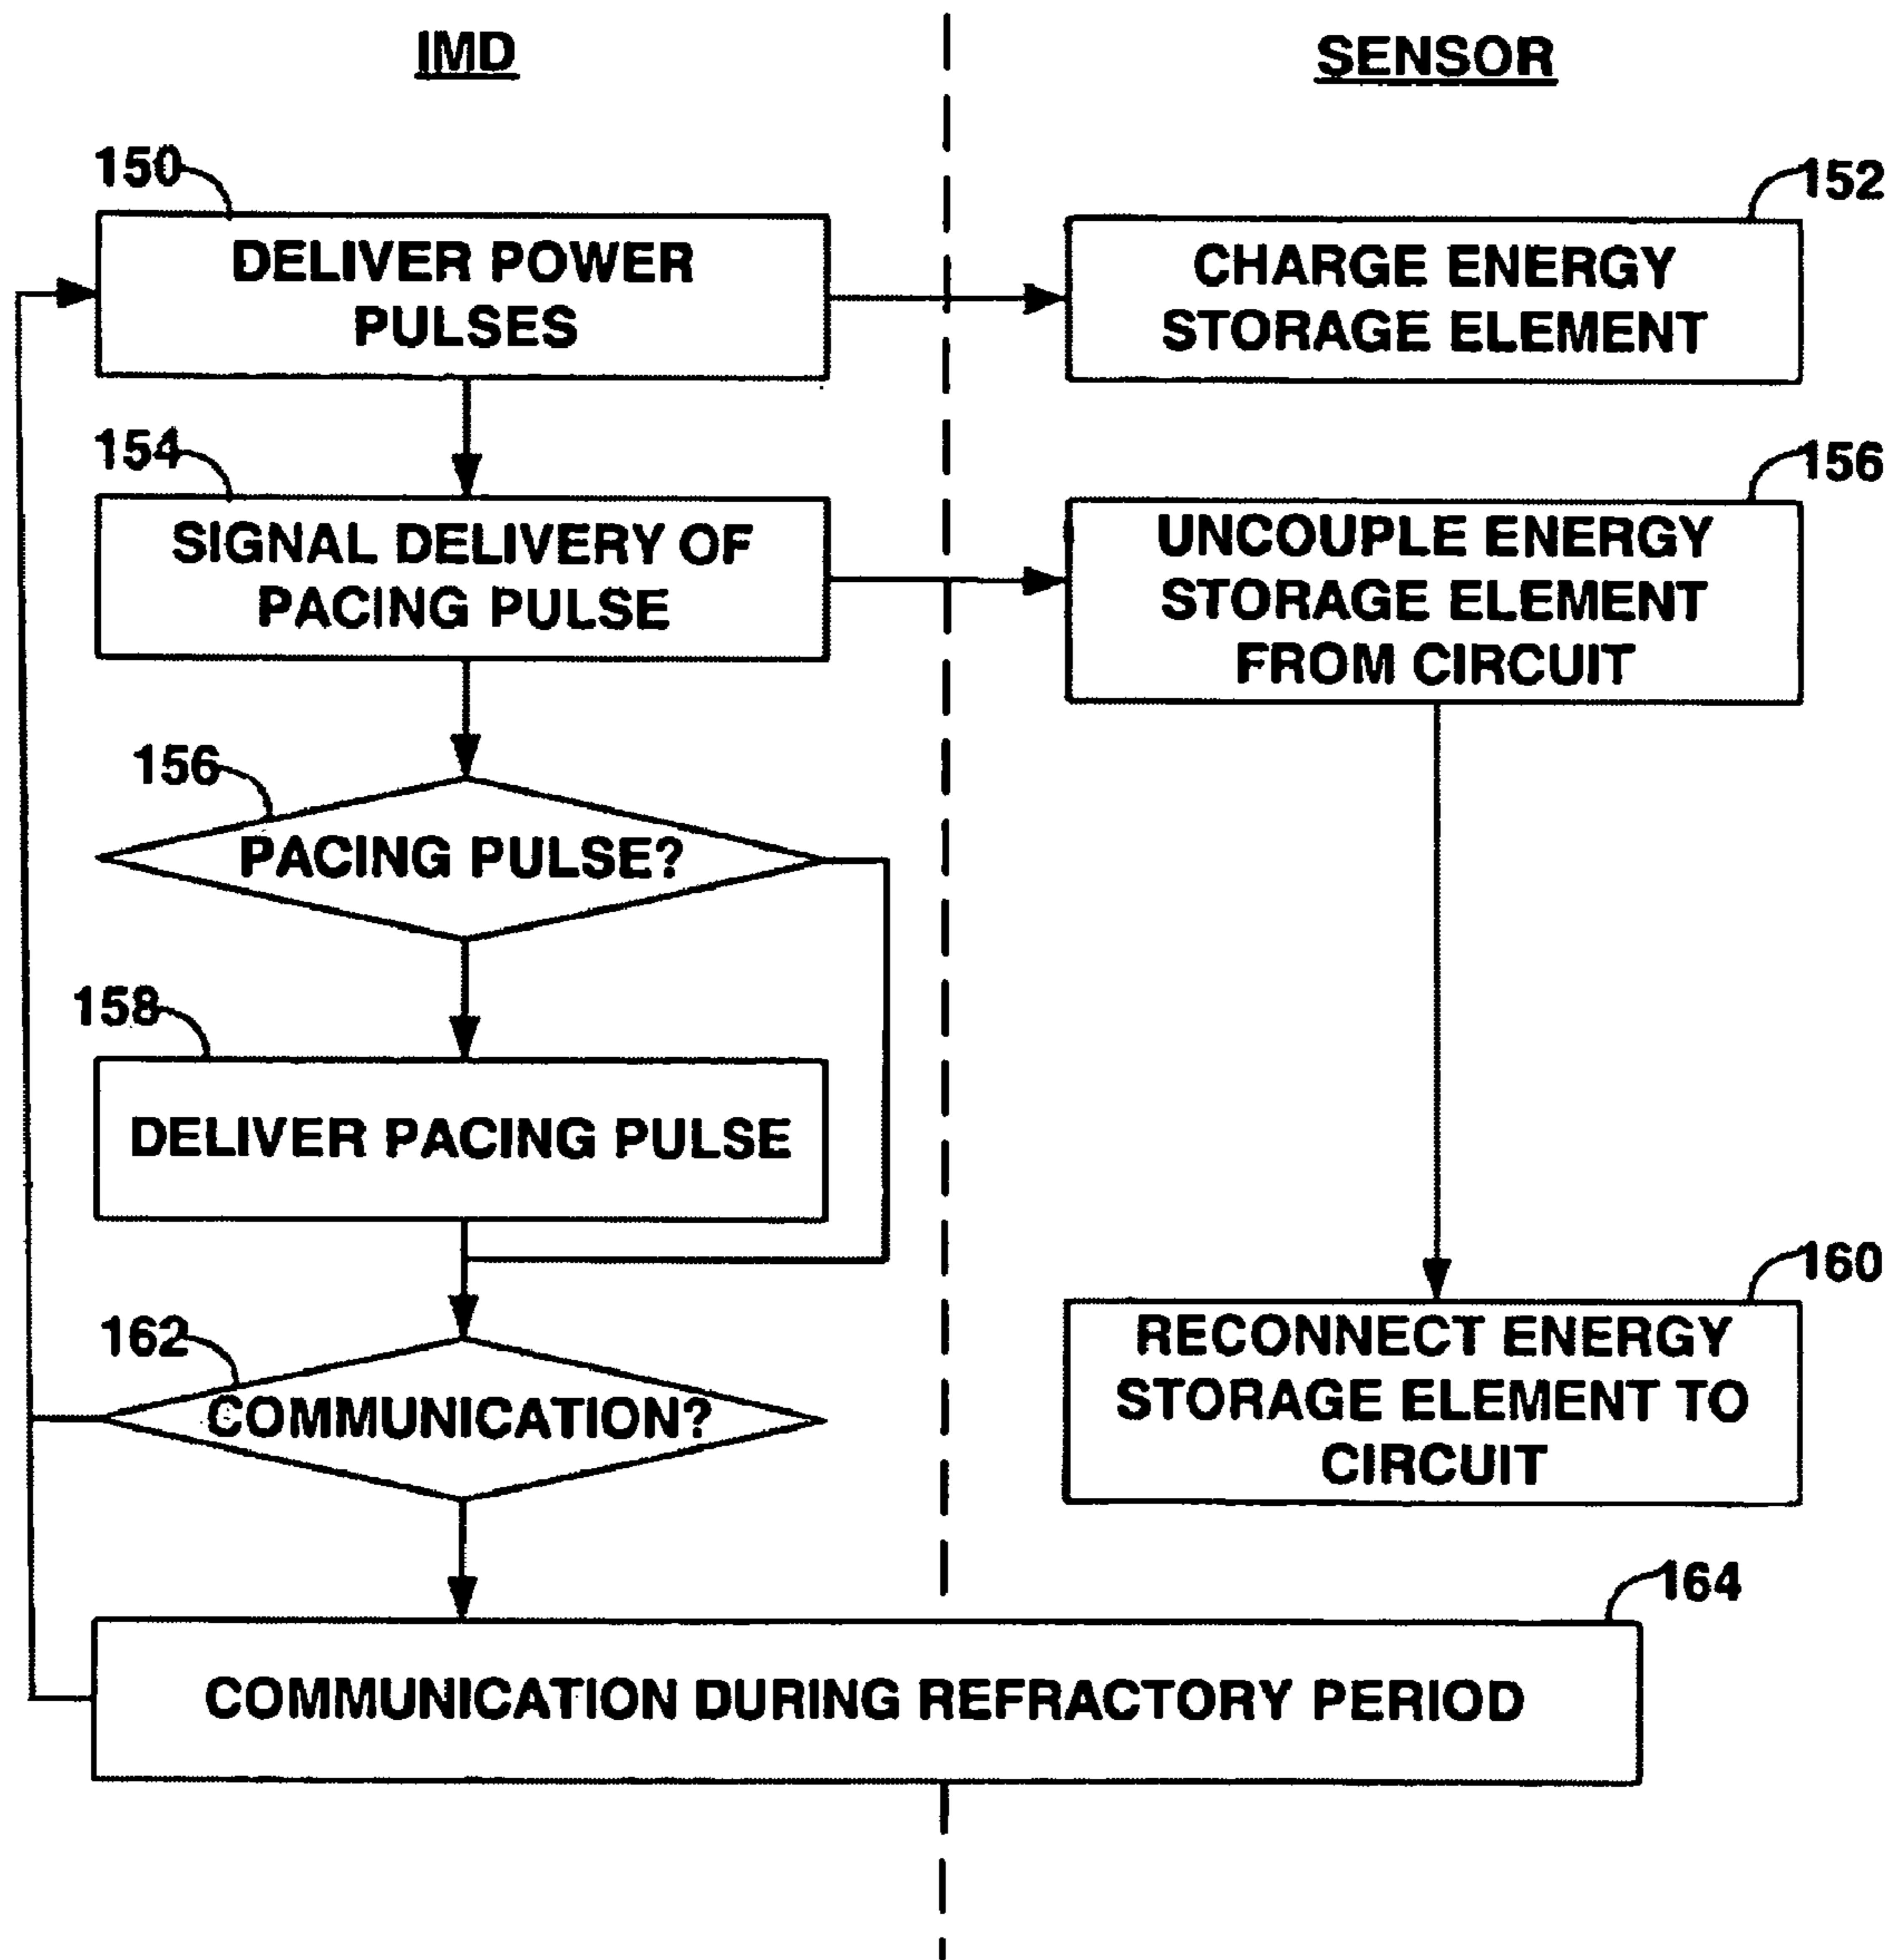 IMD
SENSOR
150
152
DELIVER POWER
PULSES
CHARGE ENERGY
STORAGE ELEMENT
154
156
SIGNAL DELIVERY OF
PACING PULSE
UNCOUPLE ENERGY
STORAGE ELEMENT
FROM CIRCUIT
156
PACING PULSE?
158
DELIVER PACING PULSE
160
RECONNECT ENERGY
STORAGE ELEMENT TO
CIRCUIT
162
COMMUNICATION?
164
COMMUNICATION DURING REFRACTORY PERIOD